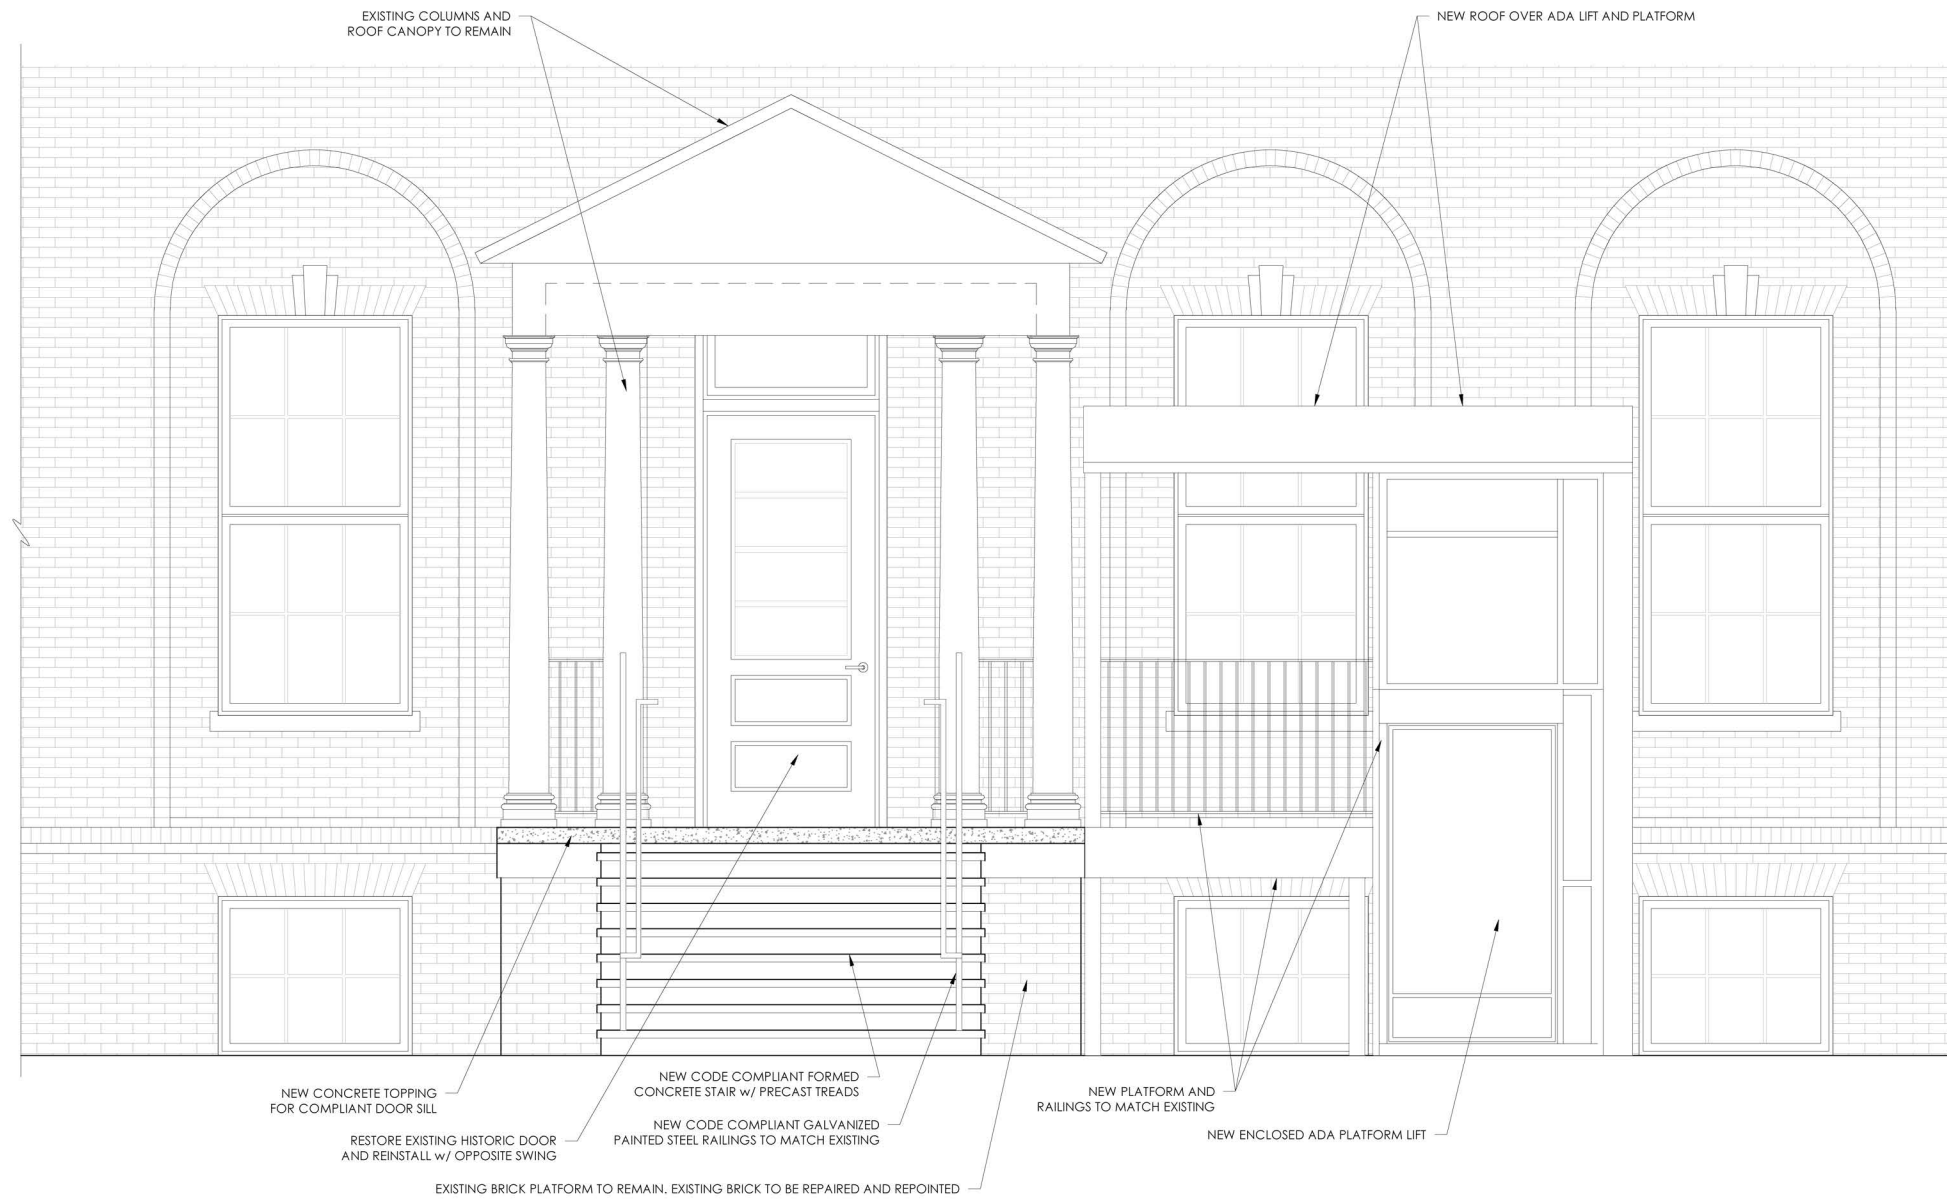 EXISTING COLUMNS AND
ROOF CANOPY TO REMAIN
NEW ROOF OVER ADA LIFT AND PLATFORM
NEW CONCRETE TOPPING
FOR COMPLIANT DOOR SILL
RESTORE EXISTING HISTORIC DOOR
AND REINSTALL w/ OPPOSITE SWING
NEW CODE COMPLIANT FORMED
CONCRETE STAIR w/ PRECAST TREADS
NEW CODE COMPLIANT GALVANIZED
PAINTED STEEL RAILINGS TO MATCH EXISTING
EXISTING BRICK PLATFORM TO REMAIN. EXISTING BRICK TO BE REPAIRED AND REPOINTED
NEW PLATFORM AND
RAILINGS TO MATCH EXISTING
NEW ENCLOSED ADA PLATFORM LIFT